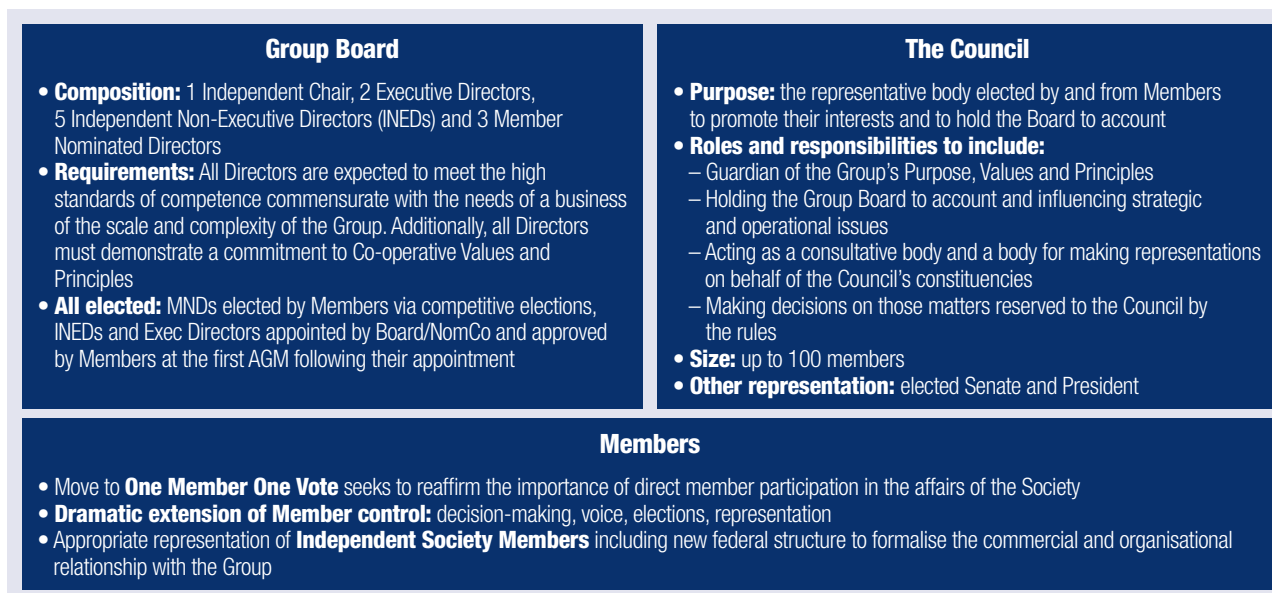 Group Board
• Composition: 1 Independent Chair, 2 Executive Directors,
5 Independent Non-Executive Directors (INEDs) and 3 Member
Nominated Directors
• Requirements: All Directors are expected to meet the high
standards of competence commensurate with the needs of a business
of the scale and complexity of the Group. Additionally, all Directors
must demonstrate a commitment to Co-operative Values and
Principles
• All elected: MNDs elected by Members via competitive elections,
INEDs and Exec Directors appointed by Board/NomCo and approved
by Members at the first AGM following their appointment
The Council
• Purpose: the representative body elected by and from Members
to promote their interests and to hold the Board to account
• Roles and responsibilities to include:
– Guardian of the Group's Purpose, Values and Principles
– Holding the Group Board to account and influencing strategic
and operational issues
– Acting as a consultative body and a body for making representations
on behalf of the Council's constituencies
– Making decisions on those matters reserved to the Council by
the rules
• Size: up to 100 members
• Other representation: elected Senate and President
Members
• Move to One Member One Vote seeks to reaffirm the importance of direct member participation in the affairs of the Society
• Dramatic extension of Member control: decision-making, voice, elections, representation
• Appropriate representation of Independent Society Members including new federal structure to formalise the commercial and organisational
relationship with the Group